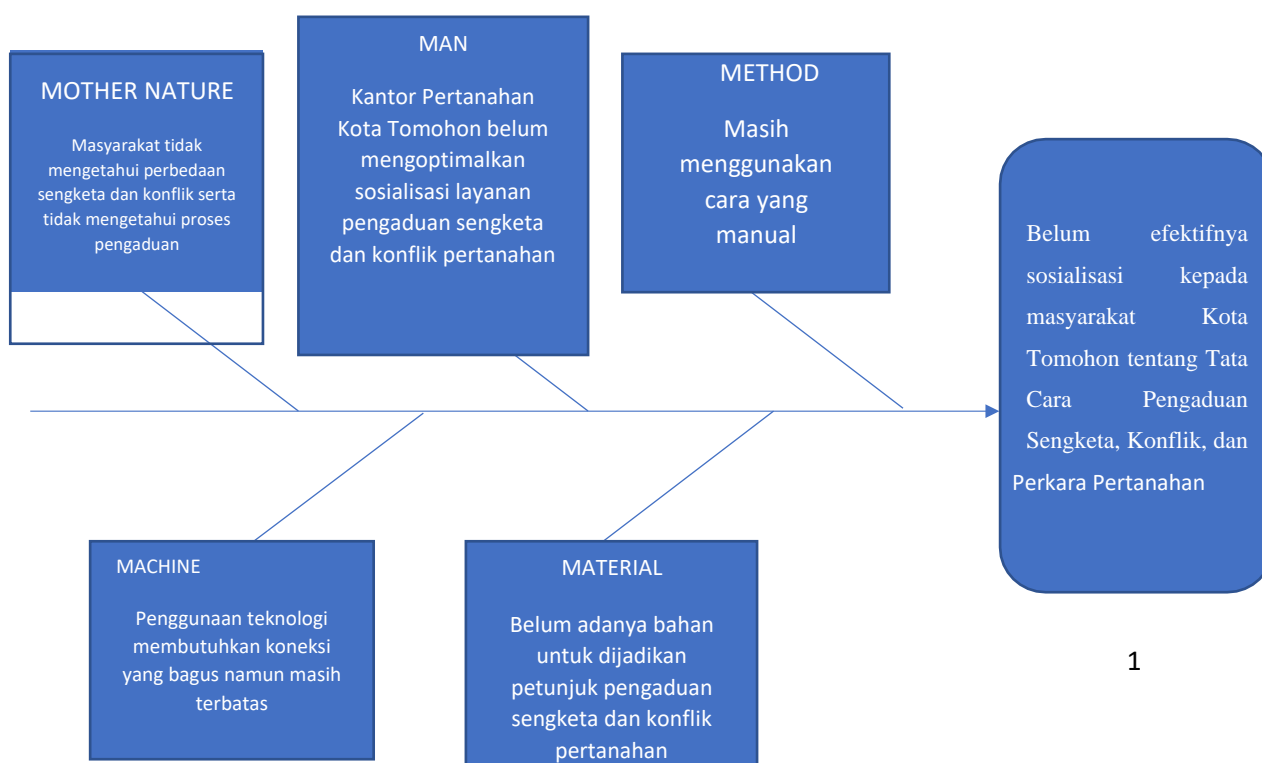 MOTHER NATURE
Masyarakat tidak
mengetahui perbedaan
sengketa dan konflik serta
tidak mengetahui proses
pengaduan
MAN
Kantor Pertanahan
Kota Tomohon belum
mengoptimalkan
sosialisasi layanan
pengaduan sengketa
dan konflik pertanahan
METHOD
Masih
menggunakan
cara yang
manual
Belum efektifnya
sosialisasi kepada
masyarakat Kota
Tomohon tentang Tata
Cara Pengaduan
Sengketa, Konflik, dan
Perkara Pertanahan
MACHINE
Penggunaan teknologi
membutuhkan koneksi
yang bagus namun masih
terbatas
MATERIAL
Belum adanya bahan
untuk dijadikan
petunjuk pengaduan
sengketa dan konflik
pertanahan
1